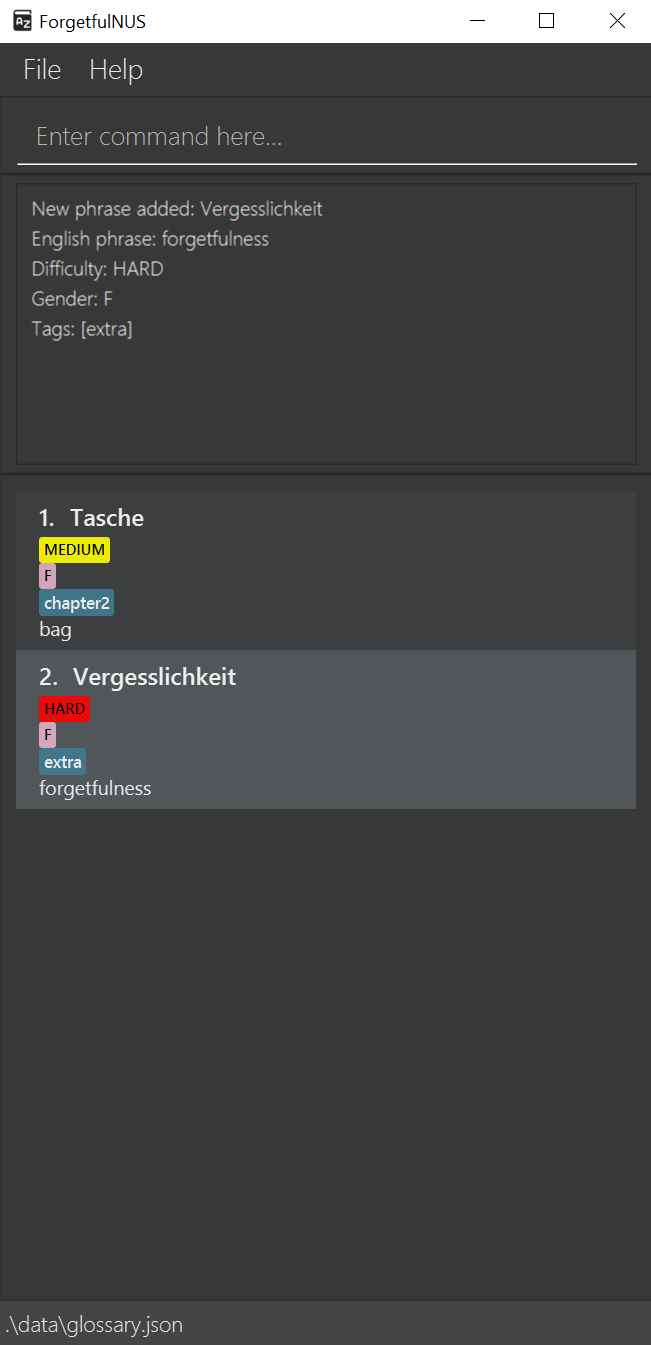 ForgetfulNUS
File Help
Enter command here...
New phrase added: Vergesslichkeit
English phrase: forgetfulness
Difficulty: HARD
Gender: F
Tags: [extra]
1. Tasche
MEDIUM
F
chapter2
bag
2. Vergesslichkeit
HARD
F
extra
forgetfulness
.\data\glossary.json